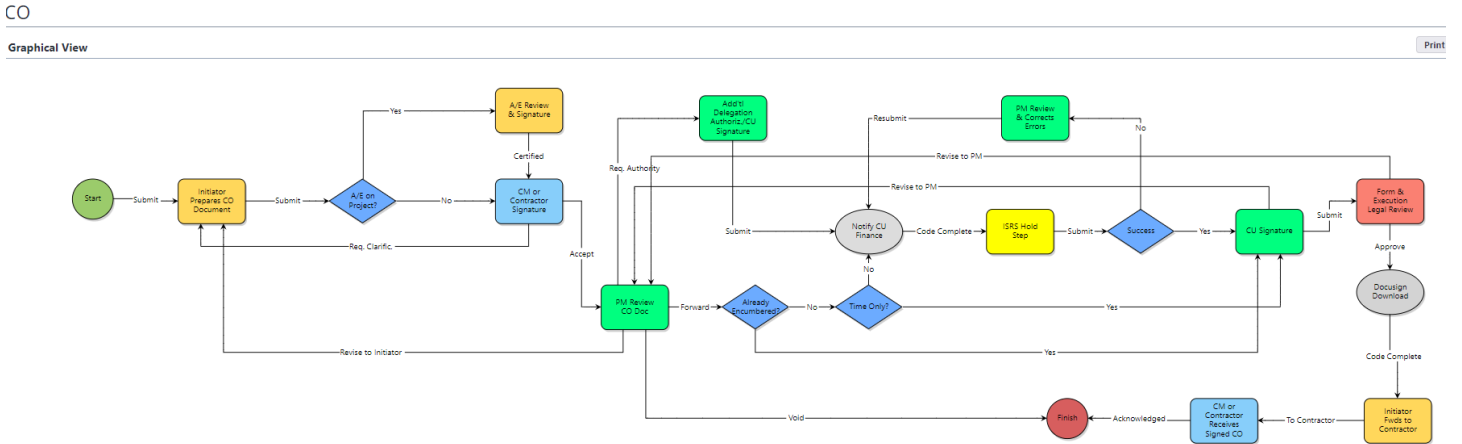 CO
Graphical View
Print
Start
Submit
Initiator
Prepares CO
Document
Submit
A/E on
Project?
Yes
A/E Review
& Signature
Certified
No
CM or
Contractor
Signature
Req. Clarific.
Accept
PM Review
CO Doc
Revise to Initiator
Req. Authority
Add'tl
Delegation
Authoriz./CU
Signature
Submit
Forward
Already
Encumbered?
No
Time Only?
No
Yes
Yes
Notify CU
Finance
Code Complete
ISRS Hold
Step
Submit
Success
No
PM Review
& Corrects
Errors
Resubmit
Yes
CU Signature
Revise to PM
Revise to PM
Submit
Form &
Execution
Legal Review
Approve
Docusign
Download
Code Complete
Initiator
Fwds to
Contractor
To Contractor
CM or
Contractor
Receives
Signed CO
Acknowledged
Finish
Void